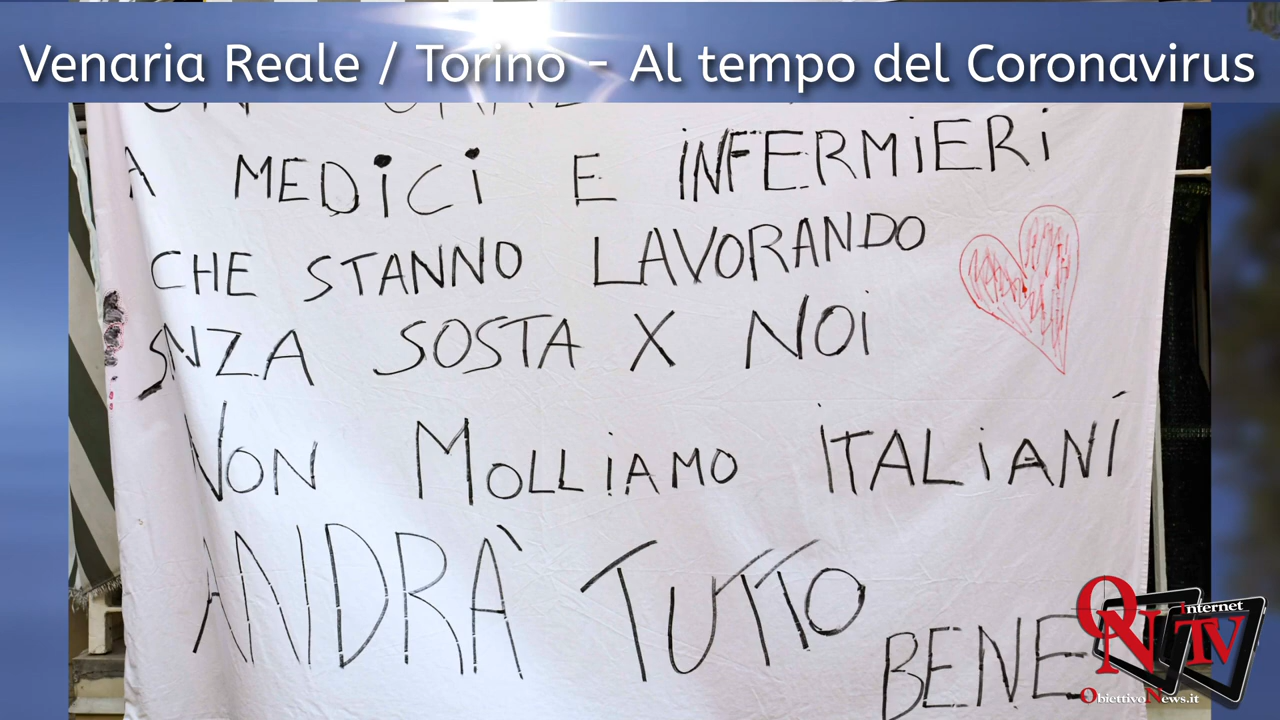 Venaria Reale / Torino - Al tempo del Coronavirus
A MEDiCi E iNFERMiERi
CHE STANNO LAVORANDO
SNZA SOSTA X NOi
NON MOLLiAMO iTALiANi
ANDRÀ TUTTO
BENE
ON TV
Internet
ObiettivoNews.it